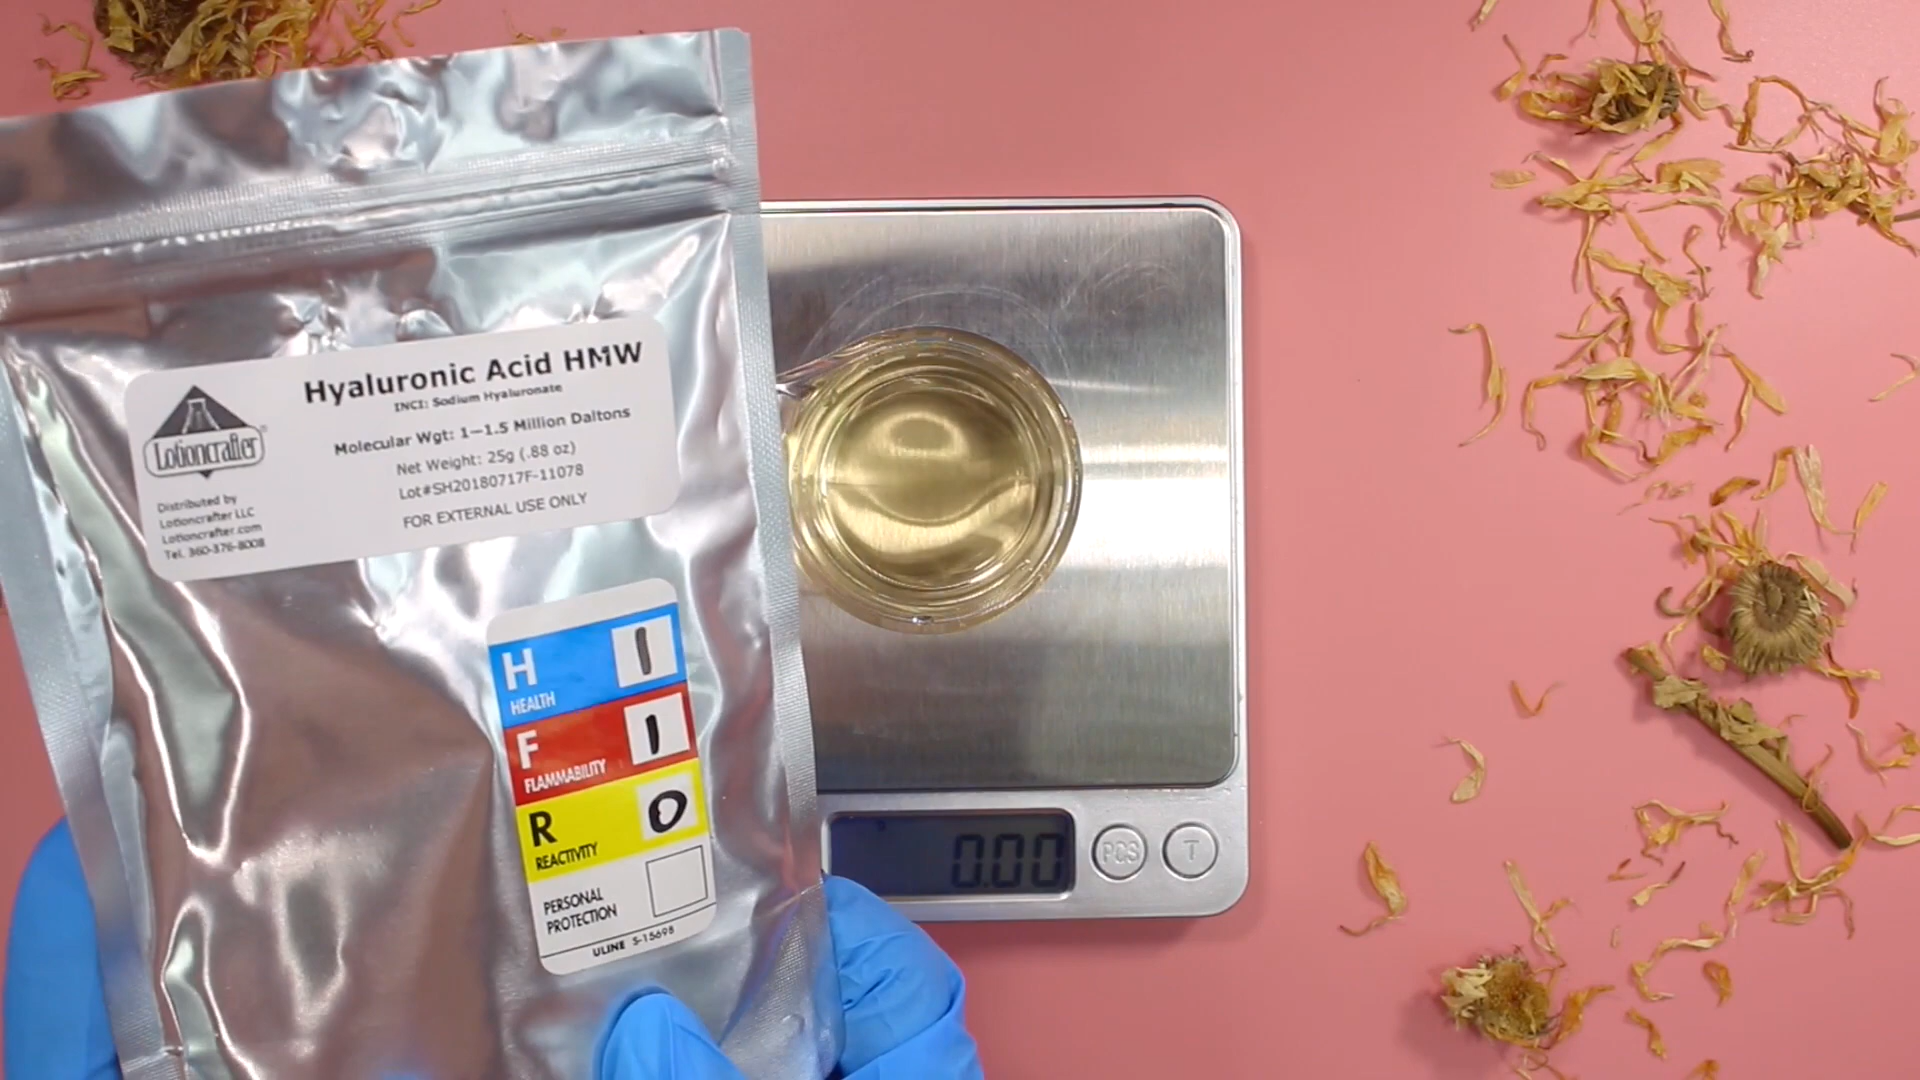 Hyaluronic Acid HMW
INCI: Sodium Hyaluronate
Molecular Wgt: 1—1.5 Million Daltons
Net Weight: 25g (.88 oz)
Lot#SH20180717F-11078
FOR EXTERNAL USE ONLY
Lotioncrafter®
Distributed by
Lotioncrafter LLC
Lotioncrafter.com
Tel. 360-376-8008
H 1
HEALTH
F 1
FLAMMABILITY
R 0
REACTIVITY
PERSONAL
PROTECTION
ULINE S-15698
0.00
PCS
T